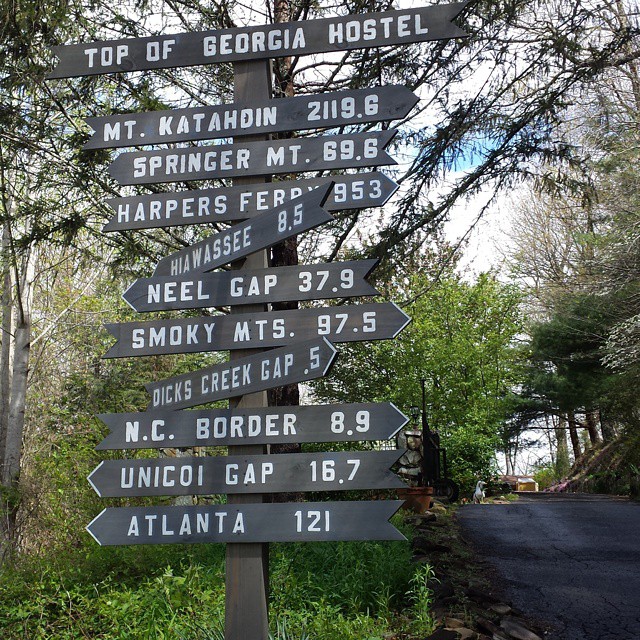 TOP OF GEORGIA HOSTEL
MT. KATAHDIN 2119.6
SPRINGER MT. 69.6
HARPERS FERRY 953
HIAWASSEE 8.5
NEEL GAP 37.9
SMOKY MTS. 97.5
DICKS CREEK GAP .5
N.C. BORDER 8.9
UNICOI GAP 16.7
ATLANTA 121